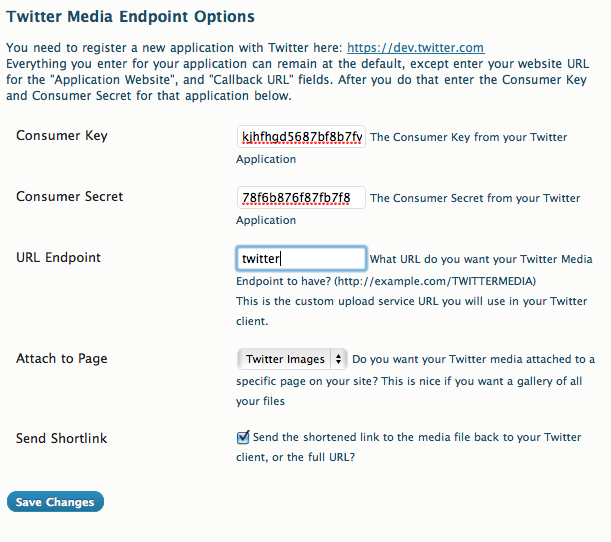 Twitter Media Endpoint Options
You need to register a new application with Twitter here: https://dev.twitter.com
Everything you enter for your application can remain at the default, except enter your website URL
for the "Application Website", and "Callback URL" fields. After you do that enter the Consumer Key
and Consumer Secret for that application below.
Consumer Key kjhfhgd5687bf8b7fv The Consumer Key from your Twitter
Application
Consumer Secret 78f6b876f87fb7f8 The Consumer Secret from your Twitter
Application
URL Endpoint twitter What URL do you want your Twitter Media
Endpoint to have? (http://example.com/TWITTERMEDIA)
This is the custom upload service URL you will use in your Twitter
client.
Attach to Page Twitter Images Do you want your Twitter media attached to a
specific page on your site? This is nice if you want a gallery of all
your files
Send Shortlink Send the shortened link to the media file back to your Twitter
client, or the full URL?
Save Changes